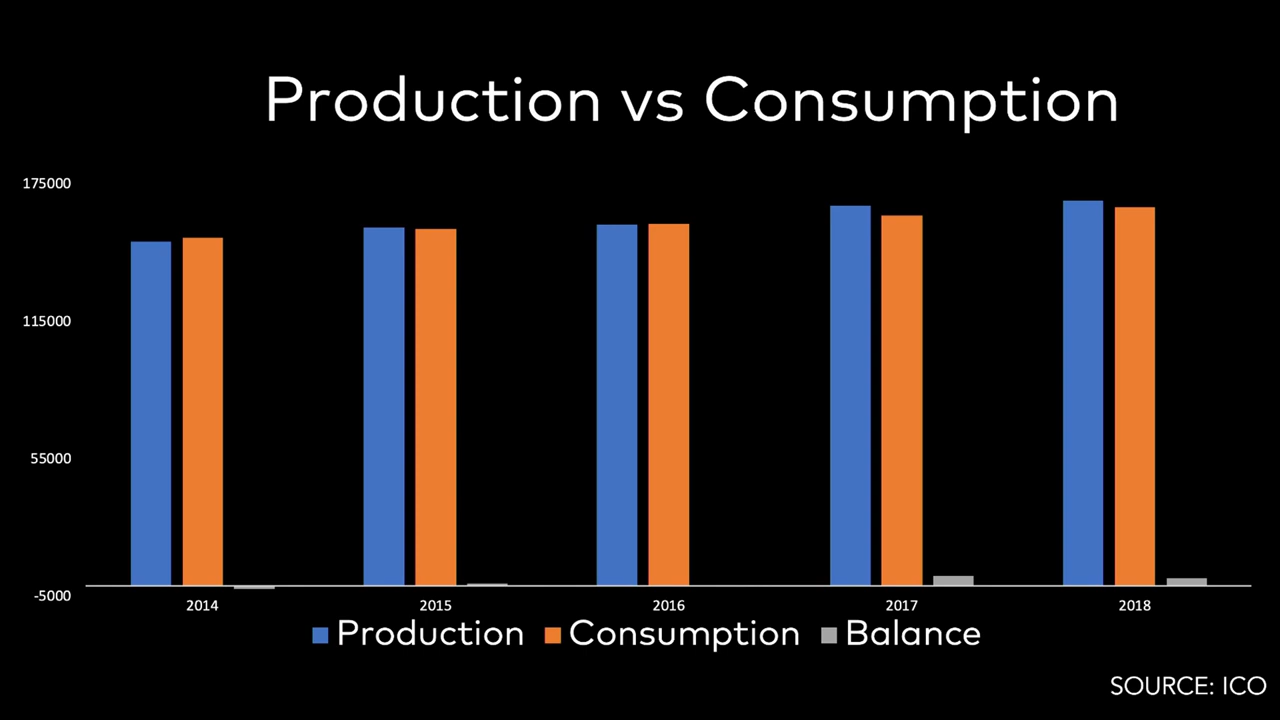 Production vs Consumption
175000
115000
55000
-5000
2014 2015 2016 2017 2018
Production Consumption Balance
SOURCE: ICO